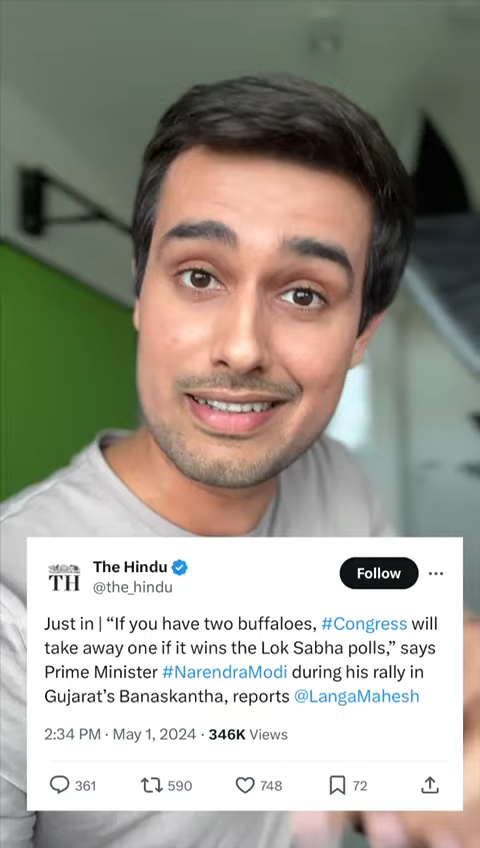 TH
The Hindu
@the_hindu
Follow
Just in | “If you have two buffaloes, #Congress will
take away one if it wins the Lok Sabha polls,” says
Prime Minister #NarendraModi during his rally in
Gujarat’s Banaskantha, reports @LangaMahesh
2:34 PM · May 1, 2024 · 346K Views
361 590 748 72